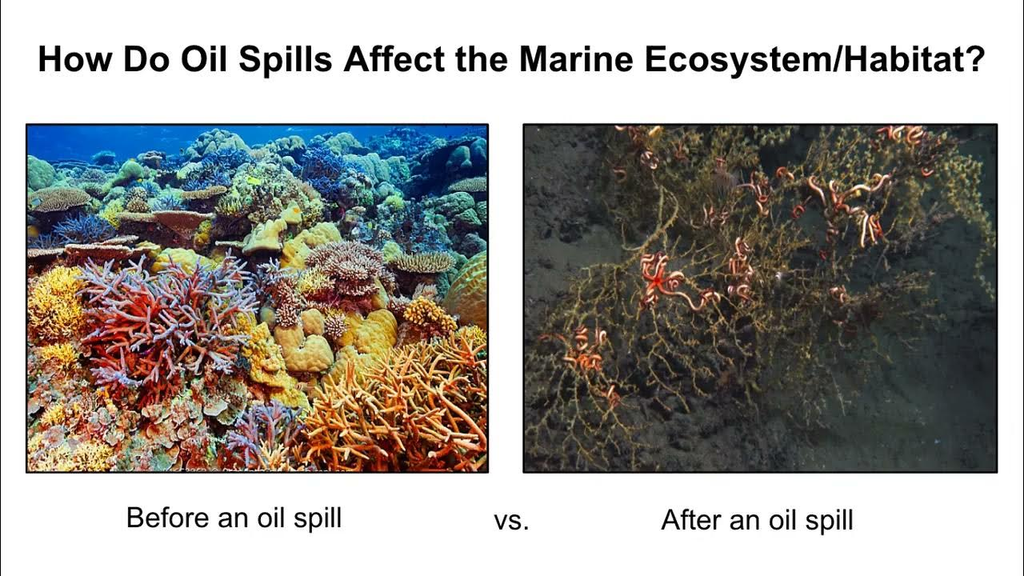 How Do Oil Spills Affect the Marine Ecosystem/Habitat?
Before an oil spill
vs.
After an oil spill